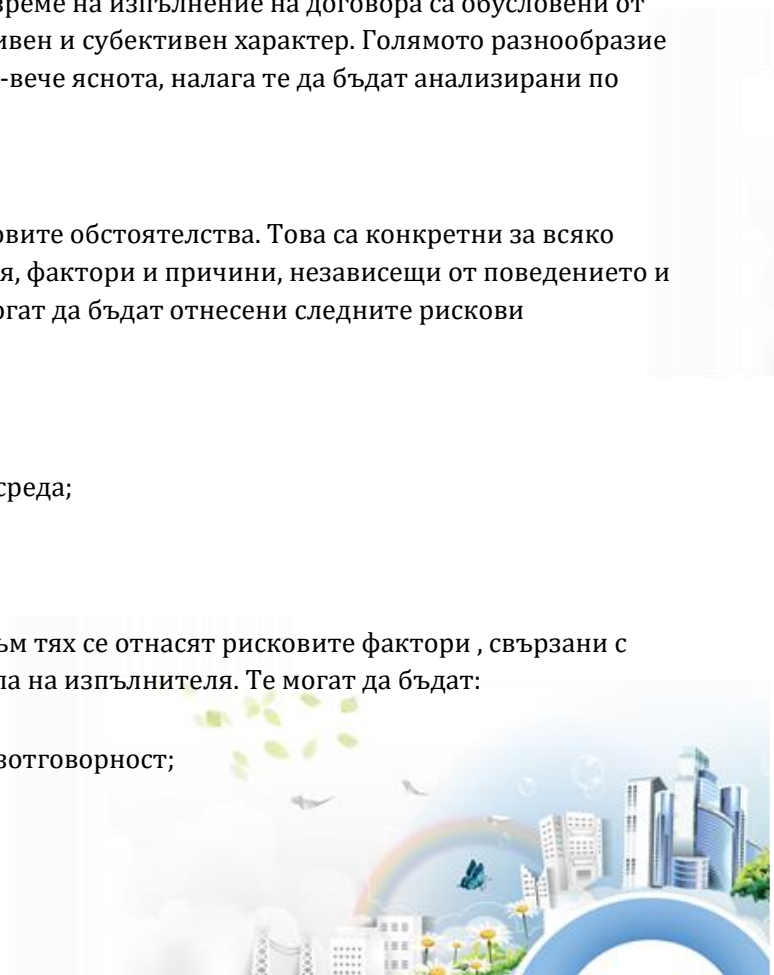 време на изпълнение на договора са обусловени от
ивен и субективен характер. Голямото разнообразие
-вече яснота, налага те да бъдат анализирани по
овите обстоятелства. Това са конкретни за всяко
я, фактори и причини, независещи от поведението и
огат да бъдат отнесени следните рискови
среда;
ъм тях се отнасят рисковите фактори , свързани с
ла на изпълнителя. Те могат да бъдат:
зотговорност;